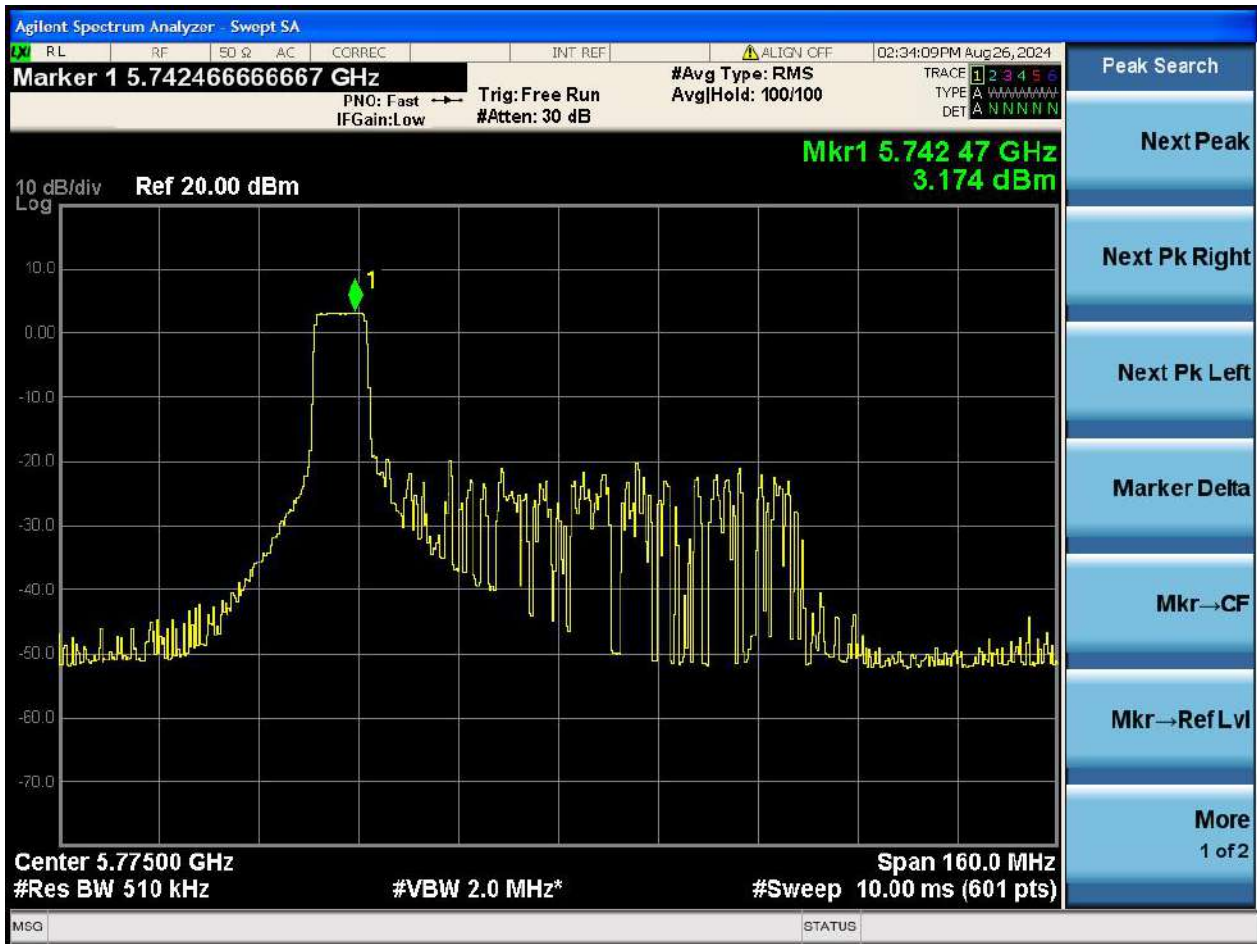 Agilent Spectrum Analyzer - Swept SA
LXI RL RF 50 Ω AC CORREC INT REF ALIGN OFF 02:34:09PM Aug26, 2024
Marker 1 5.742466666667 GHz
PNO: Fast
IFGain:Low
Trig: Free Run
#Atten: 30 dB
#Avg Type: RMS
Avg|Hold: 100/100
TRACE 1 2 3 4 5 6
TYPE A WWWWW
DET A N N N N N
Mkr1 5.742 47 GHz
3.174 dBm
10 dB/div Ref 20.00 dBm
Log
1
10.0
0.00
-10.0
-20.0
-30.0
-40.0
-50.0
-60.0
-70.0
Center 5.77500 GHz
Span 160.0 MHz
#Res BW 510 kHz
#VBW 2.0 MHz*
#Sweep 10.00 ms (601 pts)
MSG
STATUS
Peak Search
Next Peak
Next Pk Right
Next Pk Left
Marker Delta
Mkr→CF
Mkr→Ref Lvl
More
1 of 2